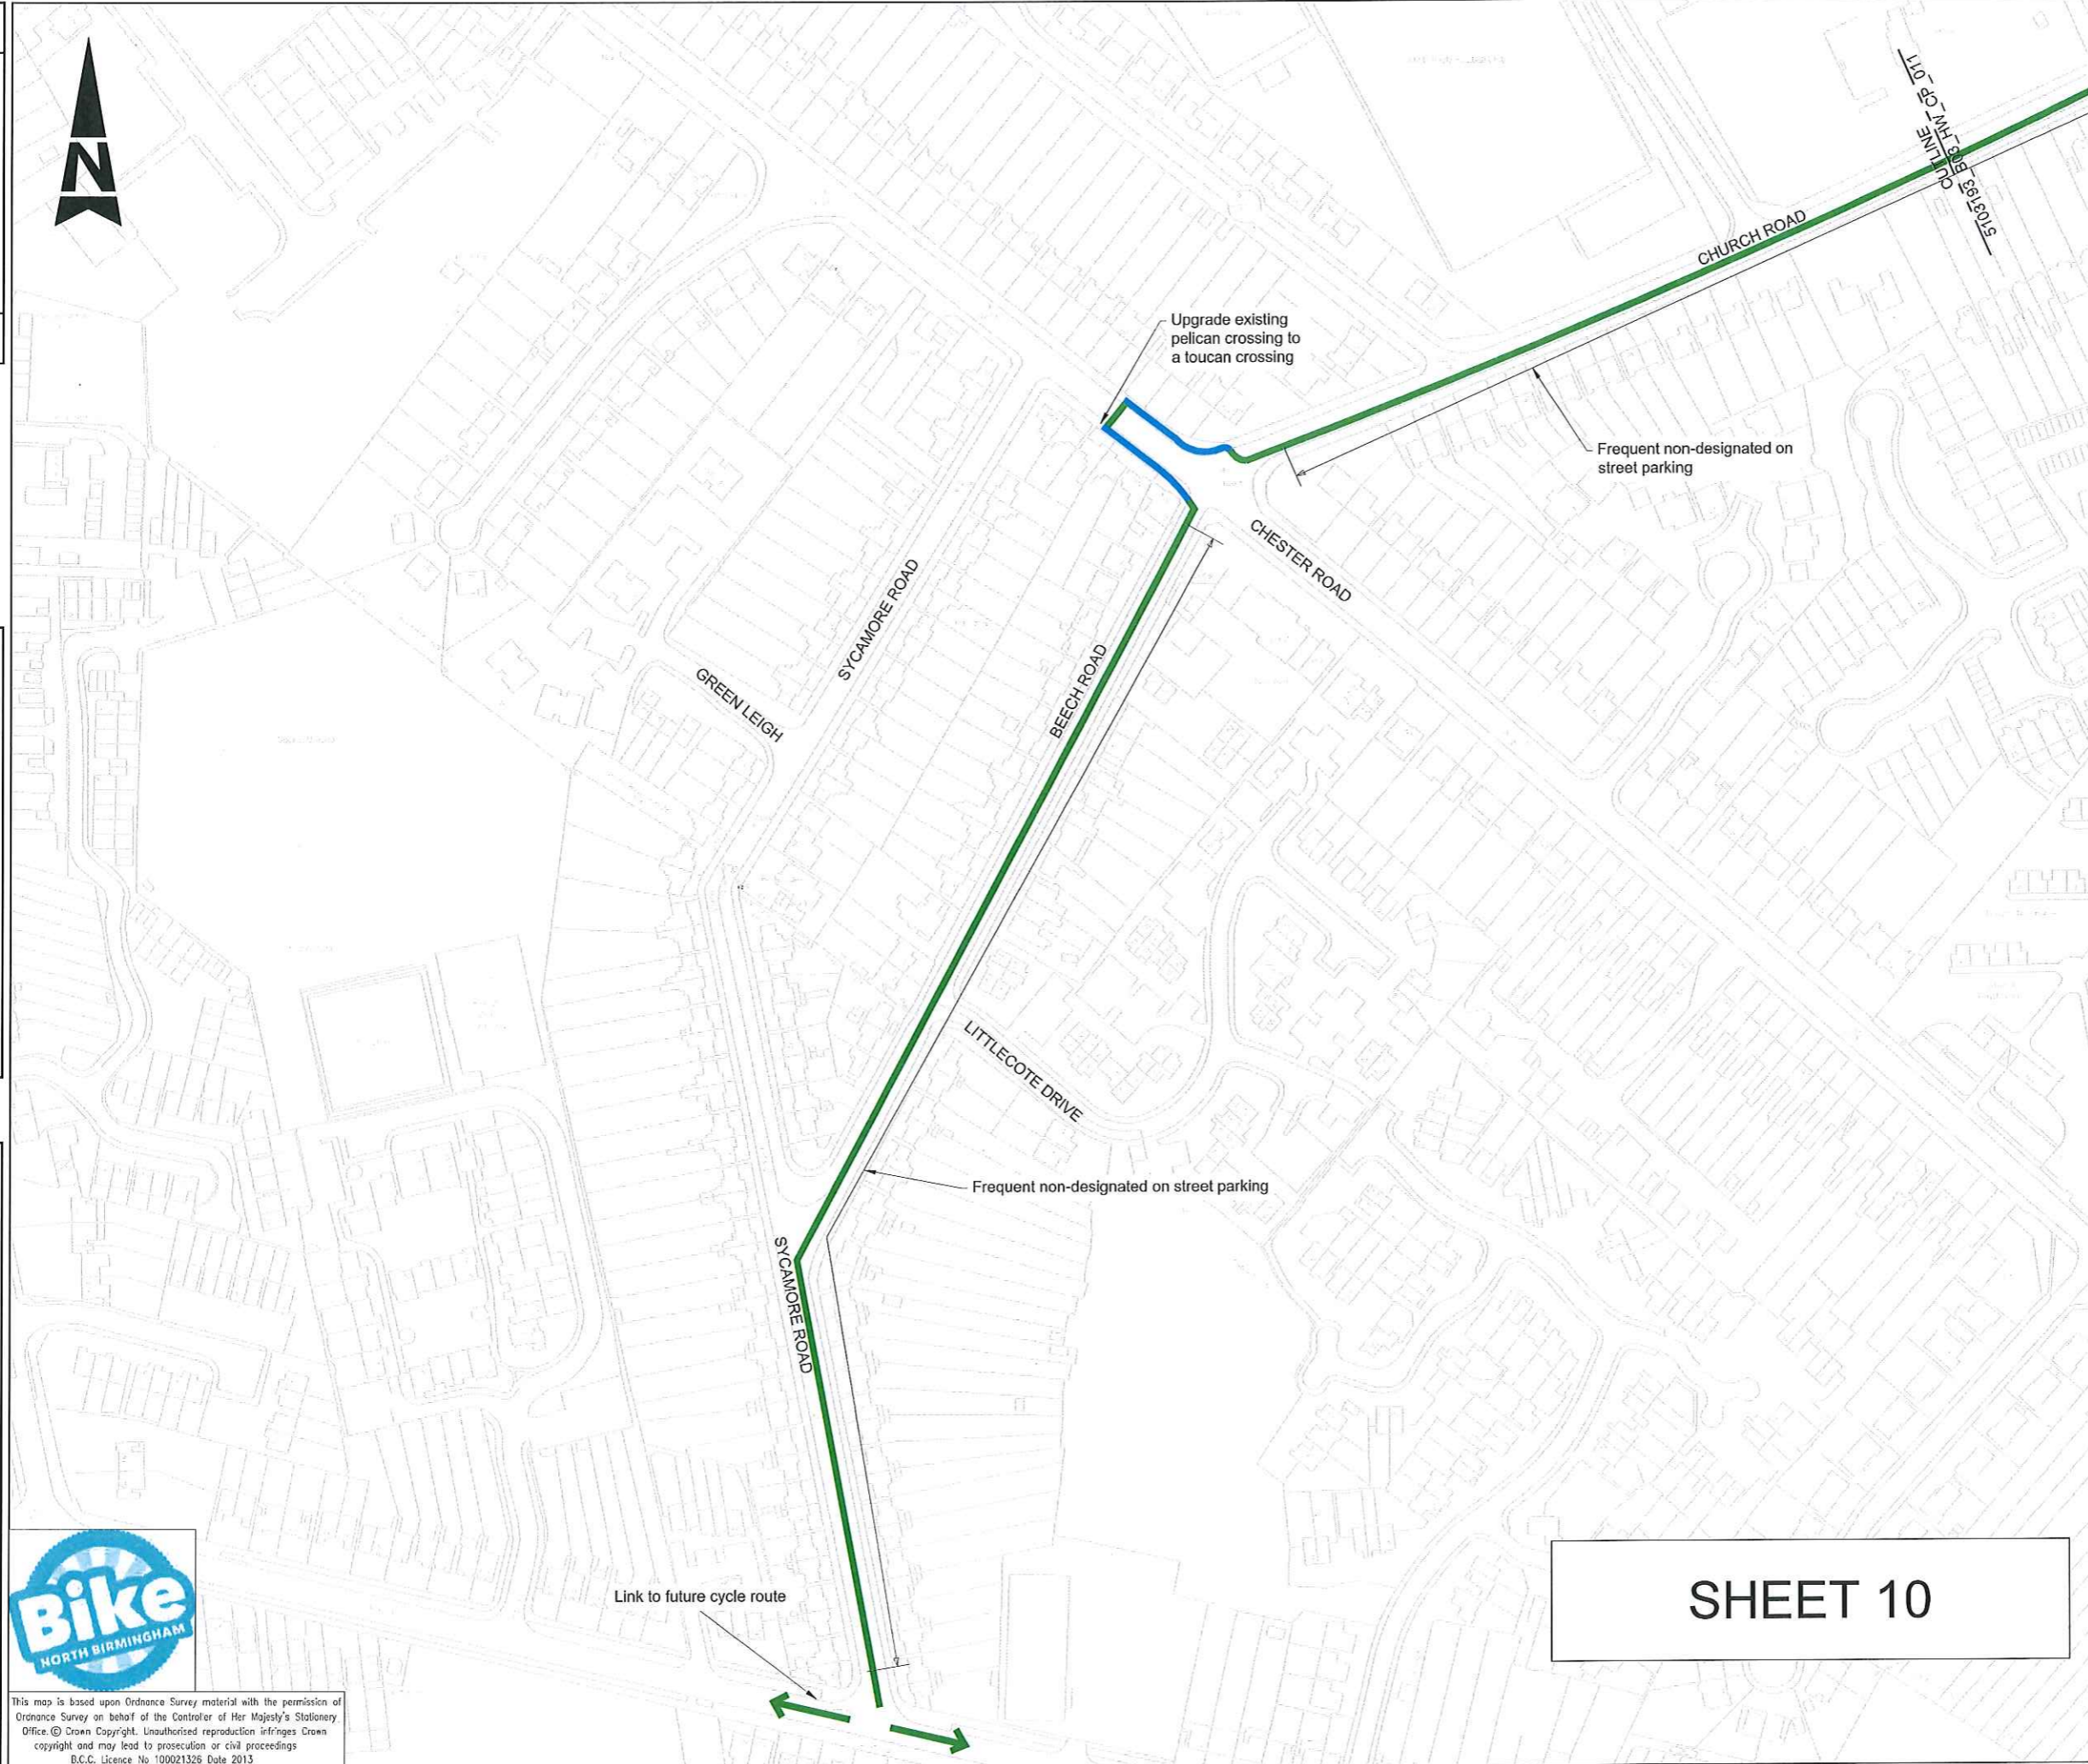 N
CUTLINE_CP_011
5103193_B03_HW_
CHURCH ROAD
Upgrade existing
pelican crossing to
a toucan crossing
Frequent non-designated on
street parking
CHESTER ROAD
SYCAMORE ROAD
BEECH ROAD
GREEN LEIGH
LITTLECOTE DRIVE
Frequent non-designated on street parking
SYCAMORE ROAD
Link to future cycle route
SHEET 10
Bike
NORTH BIRMINGHAM
This map is based upon Ordnance Survey material with the permission of
Ordnance Survey on behalf of the Controller of Her Majesty's Stationery
Office. © Crown Copyright. Unauthorised reproduction infringes Crown
copyright and may lead to prosecution or civil proceedings
B.C.C. Licence No 100021326 Date 2013